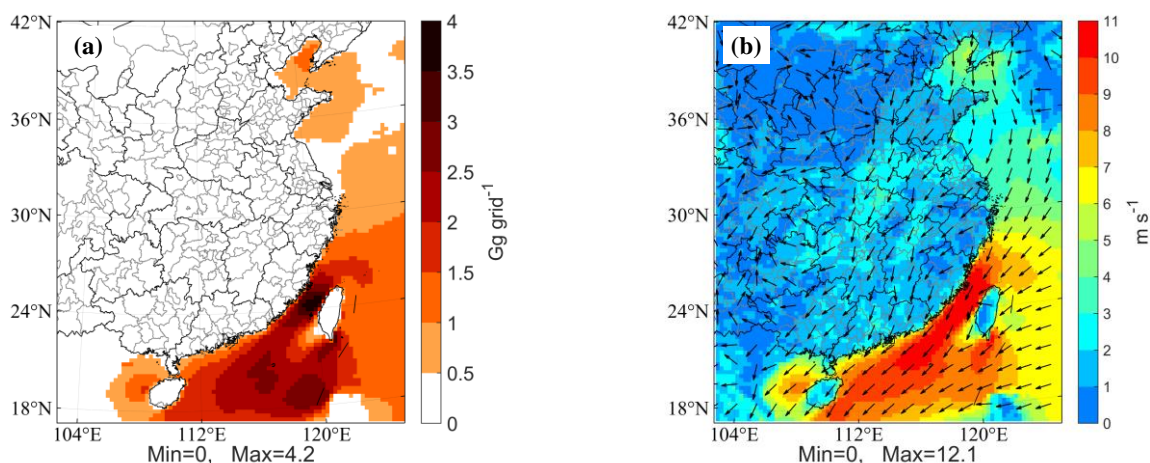 (a)
42°N
36°N
30°N
24°N
18°N
104°E
112°E
120°E
Min=0, Max=4.2
4
3.5
3
2.5
2
1.5
1
0.5
0
Gg grid-1
(b)
42°N
36°N
30°N
24°N
18°N
104°E
112°E
120°E
Min=0, Max=12.1
11
10
9
8
7
6
5
4
3
2
1
0
m s-1